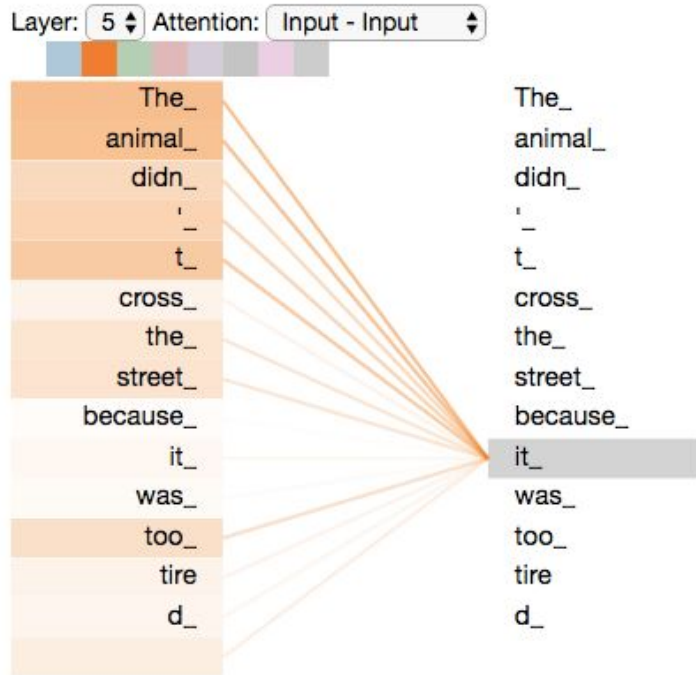 Layer: 5 Attention: Input - Input
The_ The_
animal_ animal_
didn_ didn_
'_ '_
t_ t_
cross_ cross_
the_ the_
street_ street_
because_ because_
it_ it_
was_ was_
too_ too_
tire tire
d_ d_